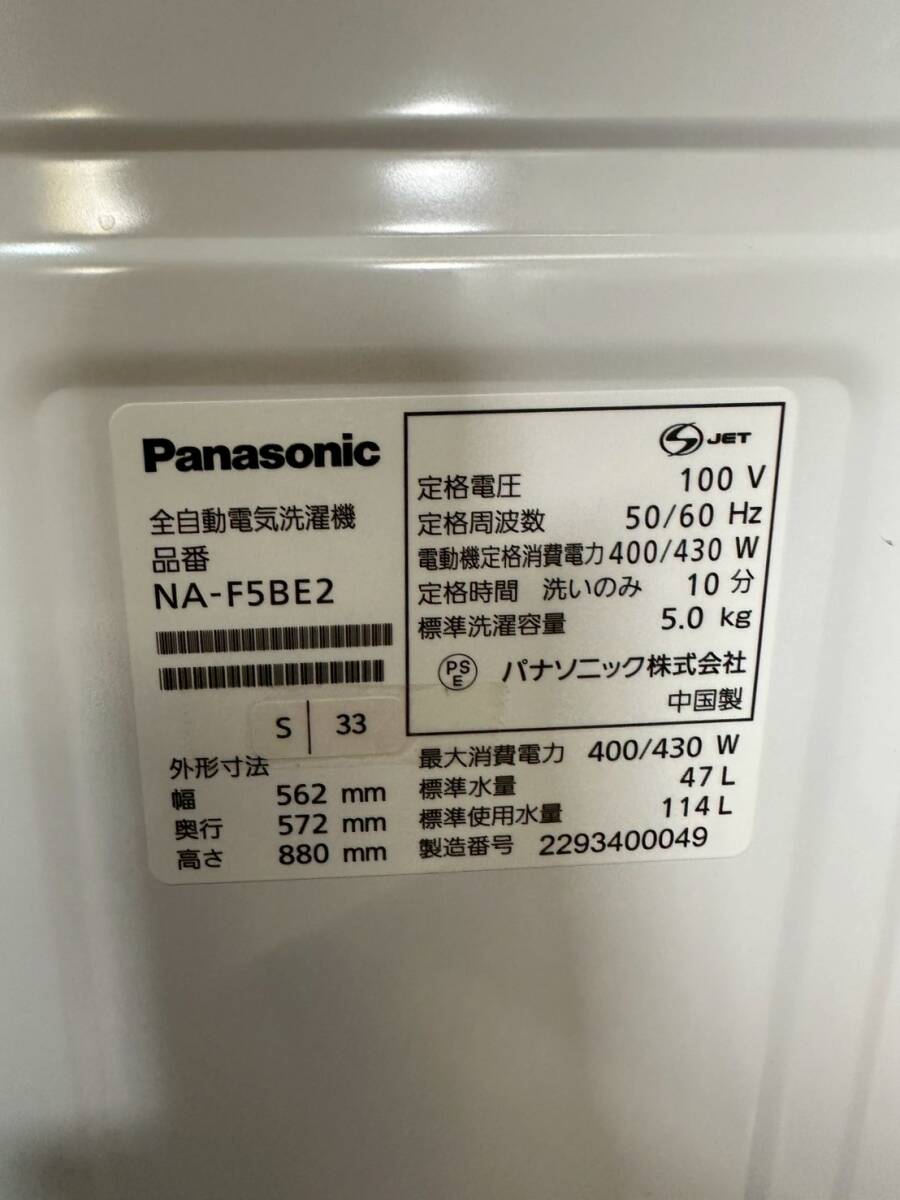 Panasonic
全自動電気洗濯機
品番
NA-F5BE2
S 33
外形寸法
幅 562 mm
奥行 572 mm
高さ 880 mm
S JET
定格電圧 100 V
定格周波数 50/60 Hz
電動機定格消費電力 400/430 W
定格時間 洗いのみ 10 分
標準洗濯容量 5.0 kg
PS E パナソニック株式会社
中国製
最大消費電力 400/430 W
標準水量 47 L
標準使用水量 114 L
製造番号 2293400049